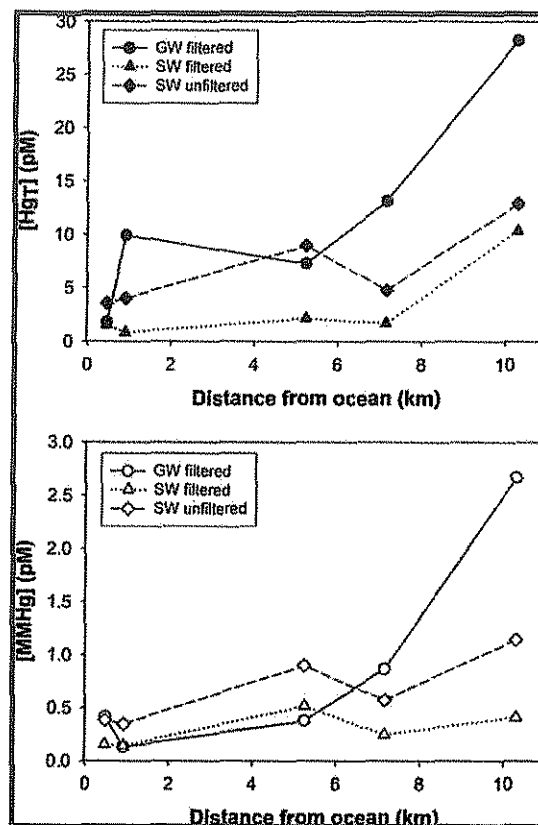 GW filtered
SW filtered
SW unfiltered
[HgT] (pM)
30
25
20
15
10
5
0
0 2 4 6 8 10
Distance from ocean (km)
GW filtered
SW filtered
SW unfiltered
[MMHg] (pM)
3.0
2.5
2.0
1.5
1.0
0.5
0.0
0 2 4 6 8 10
Distance from ocean (km)